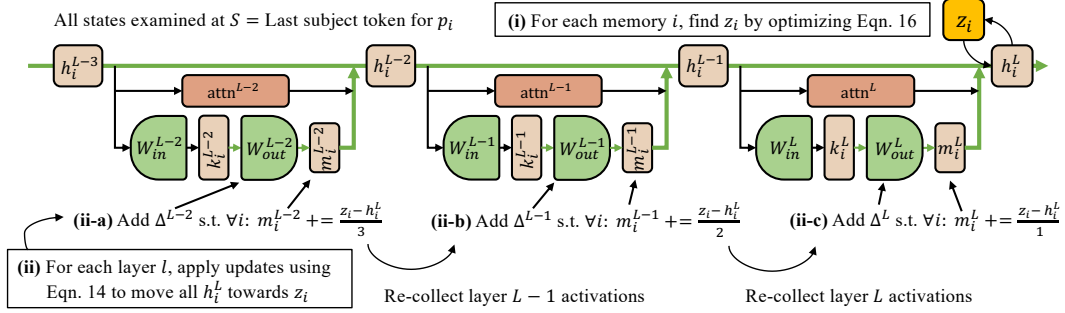 All states examined at S = Last subject token for p_i
(i) For each memory i, find z_i by optimizing Eqn. 16
z_i
h_i^{L-3}
h_i^{L-2}
h_i^{L-1}
h_i^L
attn^{L-2}
attn^{L-1}
attn^L
W_in^{L-2} k_i^{L-2} W_out^{L-2} m_i^{L-2}
W_in^{L-1} k_i^{L-1} W_out^{L-1} m_i^{L-1}
W_in^L k_i^L W_out^L m_i^L
(ii-a) Add Δ^{L-2} s.t. ∀i: m_i^{L-2} += (z_i − h_i^L)/3
(ii-b) Add Δ^{L-1} s.t. ∀i: m_i^{L-1} += (z_i − h_i^L)/2
(ii-c) Add Δ^L s.t. ∀i: m_i^L += (z_i − h_i^L)/1
(ii) For each layer l, apply updates using
Eqn. 14 to move all h_i^L towards z_i
Re-collect layer L − 1 activations
Re-collect layer L activations